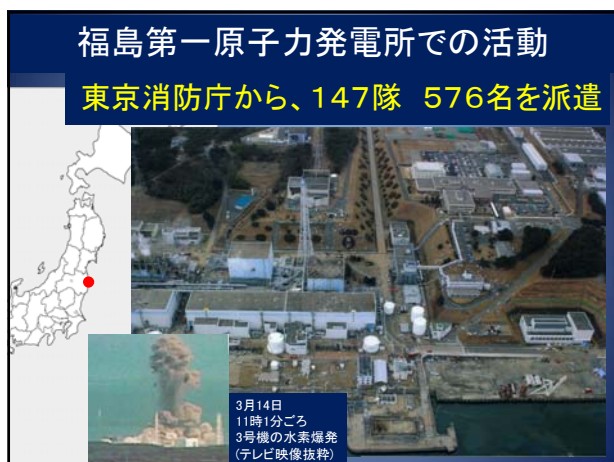 福島第一原子力発電所での活動
東京消防庁から、147隊　576名を派遣
3月14日
11時1分ごろ
3号機の水素爆発
(テレビ映像抜粋)